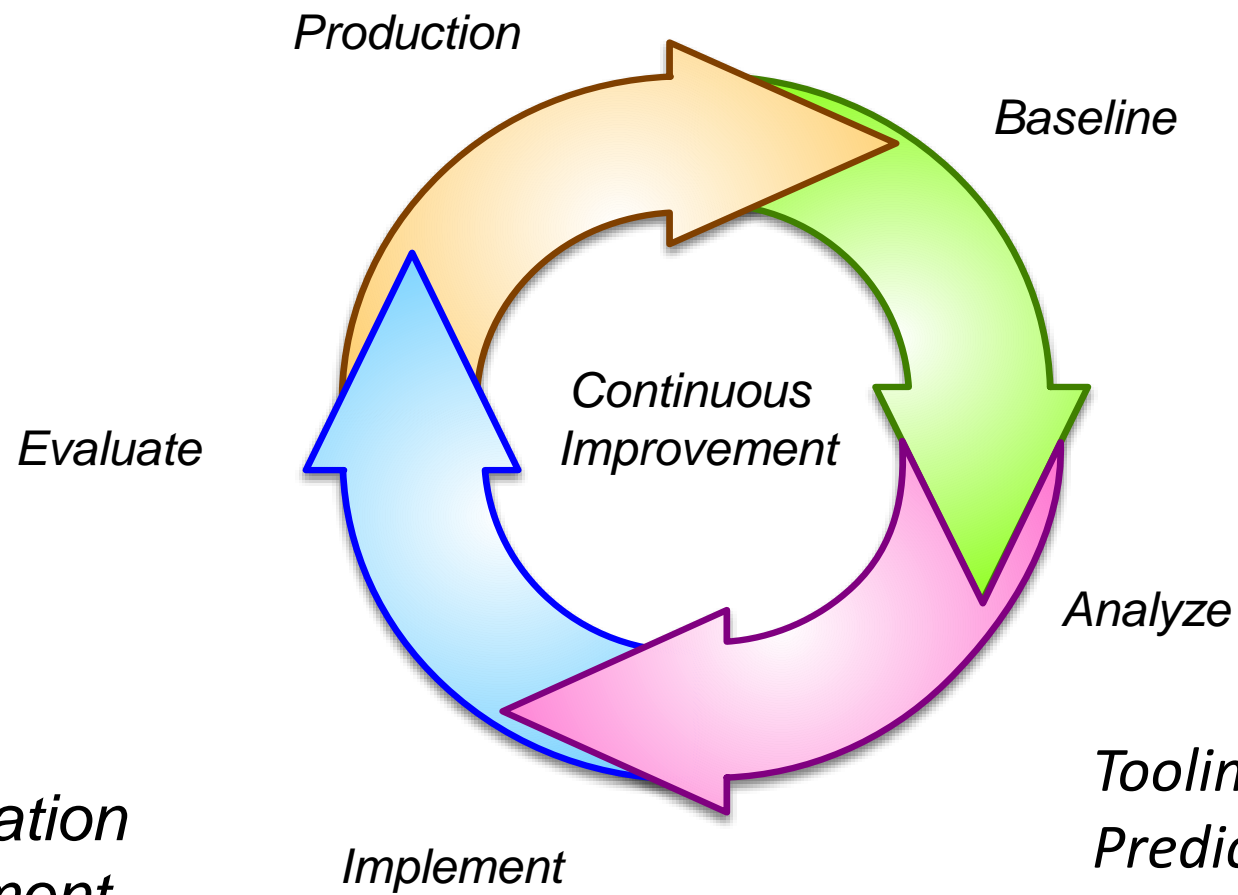 Production
Baseline
Continuous
Improvement
Evaluate
Analyze
Implement